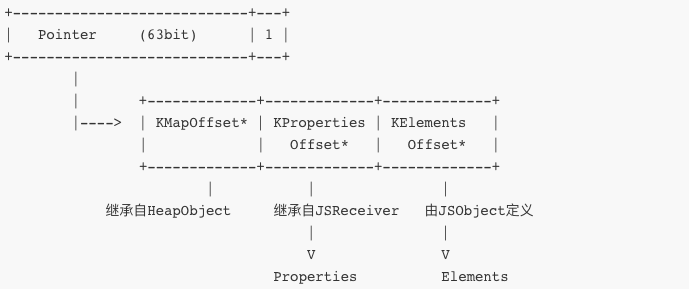 Pointer (63bit) | 1
KMapOffset* | KProperties | KElements
Offset* | Offset*
继承自HeapObject 继承自JSReceiver 由JSObject定义
V V
Properties Elements